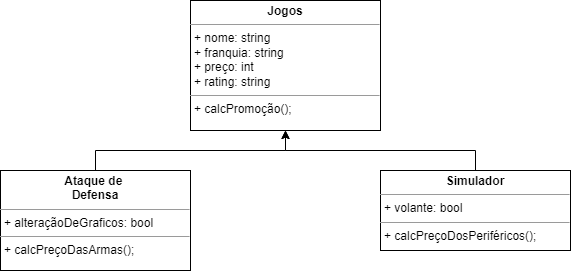 Jogos
+ nome: string
+ franquia: string
+ preço: int
+ rating: string
+ calcPromoção();
Ataque de
Defensa
+ alteraçãoDeGraficos: bool
+ calcPreçoDasArmas();
Simulador
+ volante: bool
+ calcPreçoDosPeriféricos();